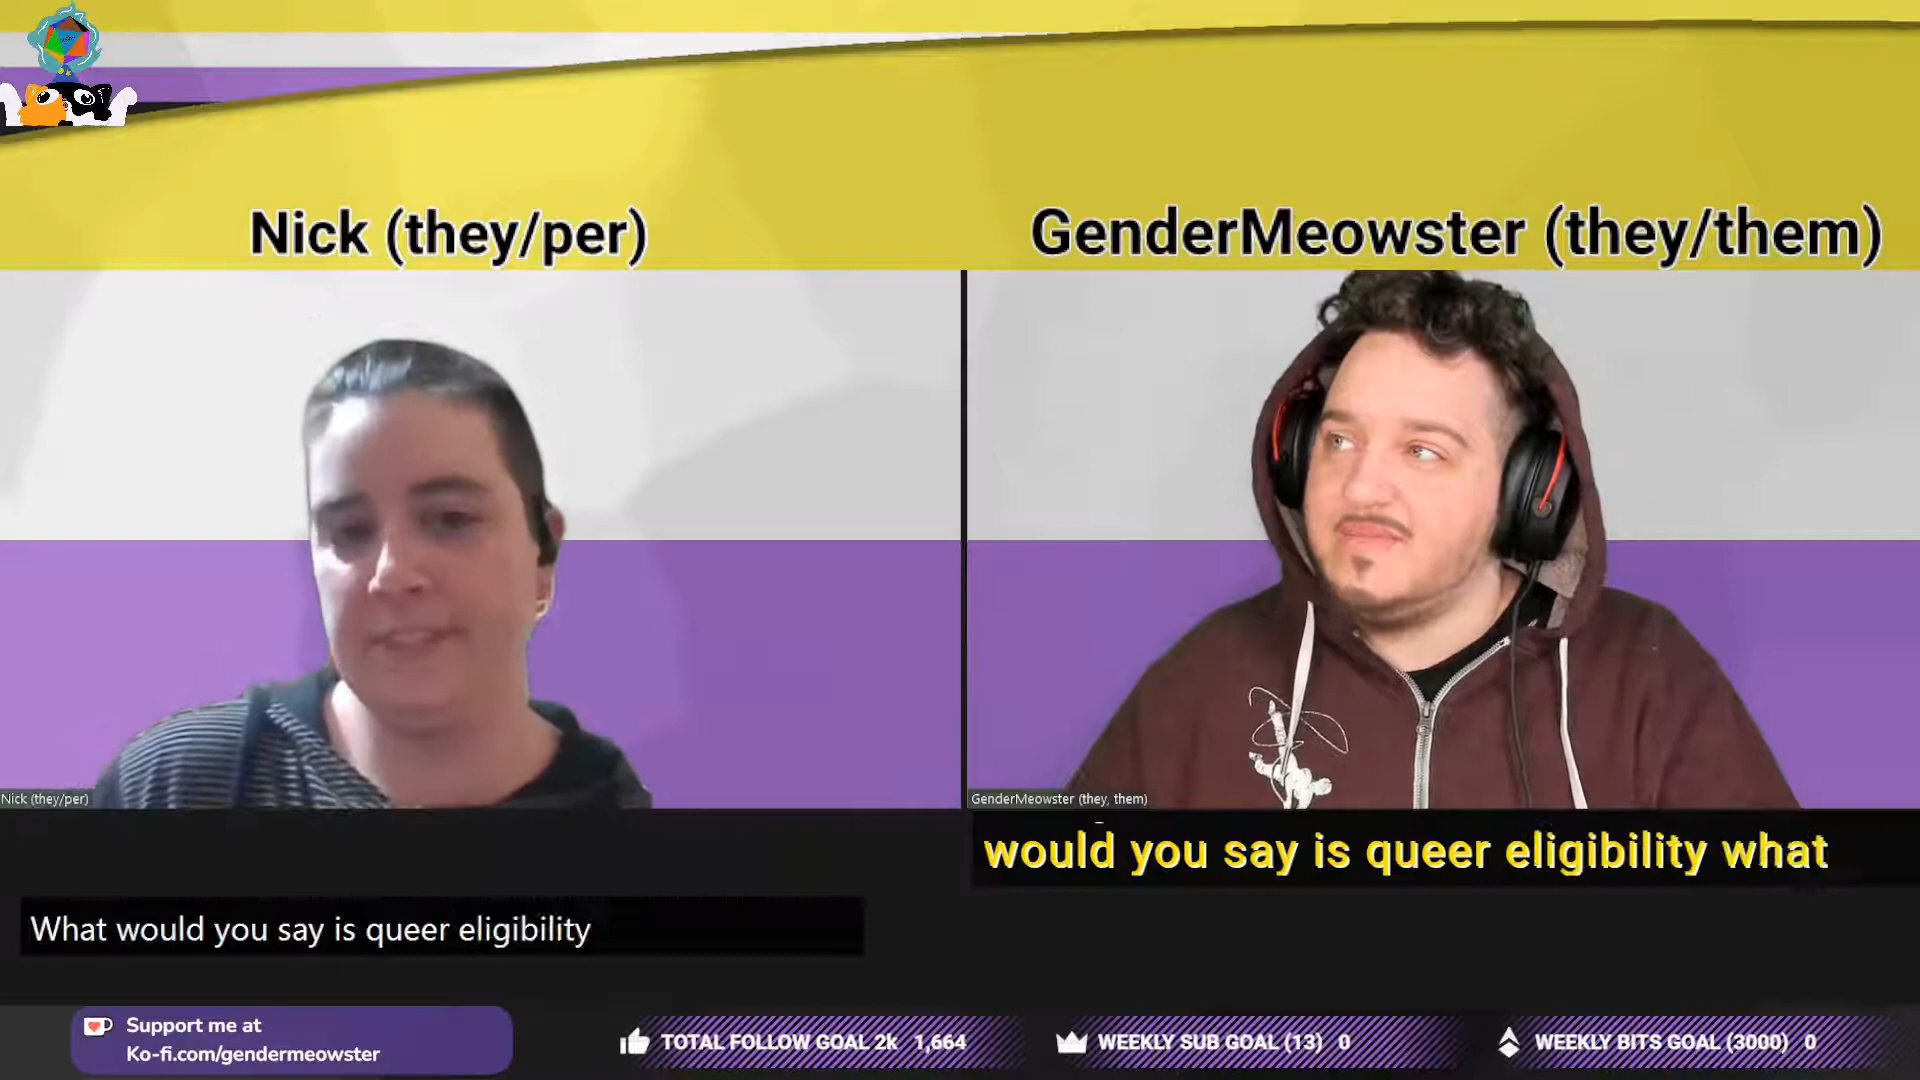 Nick (they/per)
GenderMeowster (they/them)
Nick (they/per)
GenderMeowster (they, them)
would you say is queer eligibility what
What would you say is queer eligibility
Support me at
Ko-fi.com/gendermeowster
TOTAL FOLLOW GOAL 2k 1,664
WEEKLY SUB GOAL (13) 0
WEEKLY BITS GOAL (3000) 0